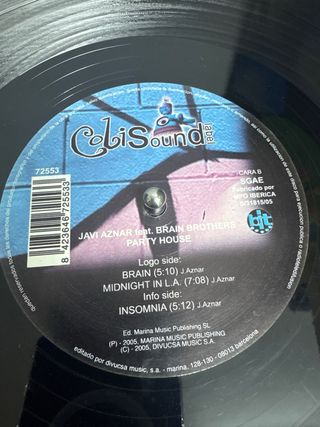 ColiSound
72553
8 423646 725533
CARA B
SGAE
Fabricado por
MPO IBERICA
bit
JAVI AZNAR feat. BRAIN BROTHERS
PARTY HOUSE
Logo side:
BRAIN (5:10) J Aznar
MIDNIGHT IN L.A. (7:08) J Aznar
Info side:
INSOMNIA (5:12) J.Aznar
Ed. Marina Music Publishing SL
(P) - 2005, MARINA MUSIC PUBLISHING
(C) - 2005, DIVUCSA MUSIC S.A.
editado por divucsa music, s.a. - marina, 128-130 - 08013 barcelona